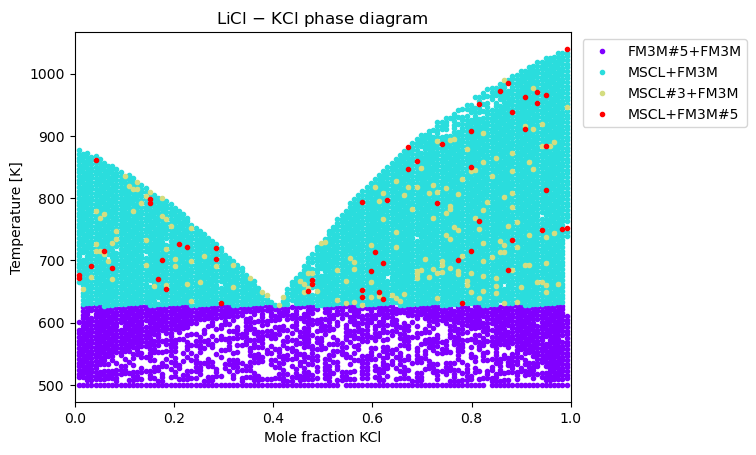 LiCl − KCl phase diagram
FM3M#5+FM3M
MSCL+FM3M
MSCL#3+FM3M
MSCL+FM3M#5
Temperature [K]
1000
900
800
700
600
500
0.0 0.2 0.4 0.6 0.8 1.0
Mole fraction KCl